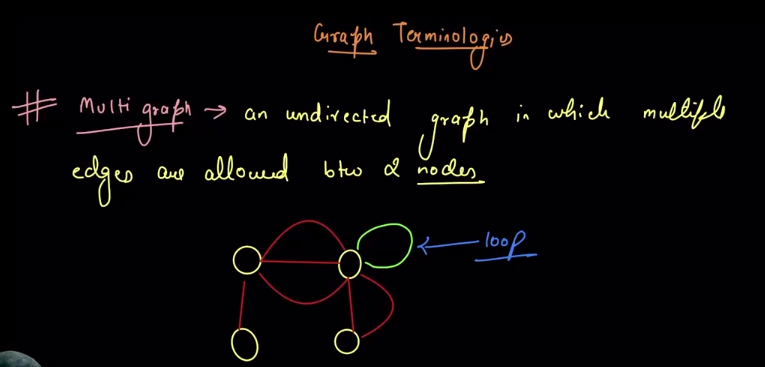 Graph Terminologies
# Multi graph → an undirected graph in which multiple
edges are allowed btw 2 nodes
← loop